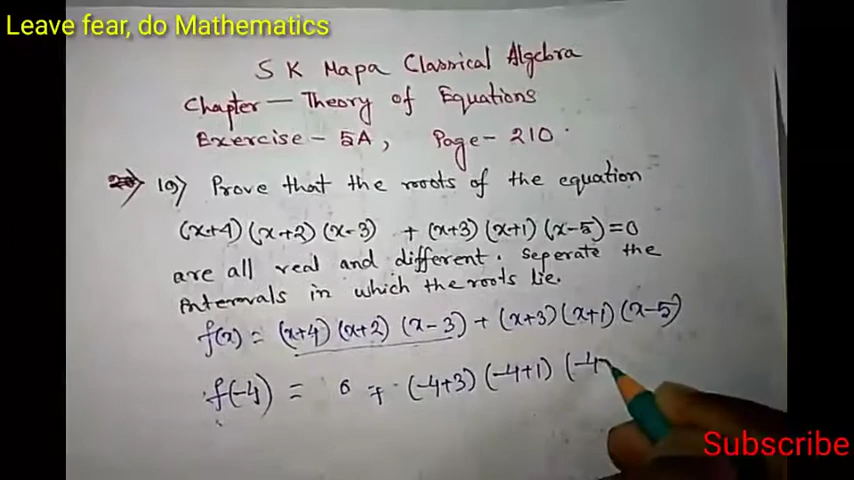 Leave fear, do Mathematics
S K Mapa Classical Algebra
Chapter — Theory of Equations
Exercise - 5A, Page - 210.
19) Prove that the roots of the equation
(x+4) (x+2) (x-3) + (x+3) (x+1) (x-5) = 0
are all real and different. Seperate the
intervals in which the roots lie.
f(x) = (x+4) (x+2) (x-3) + (x+3) (x+1) (x-5)
f(-4) = 0 + (-4+3) (-4+1) (-4-
Subscribe